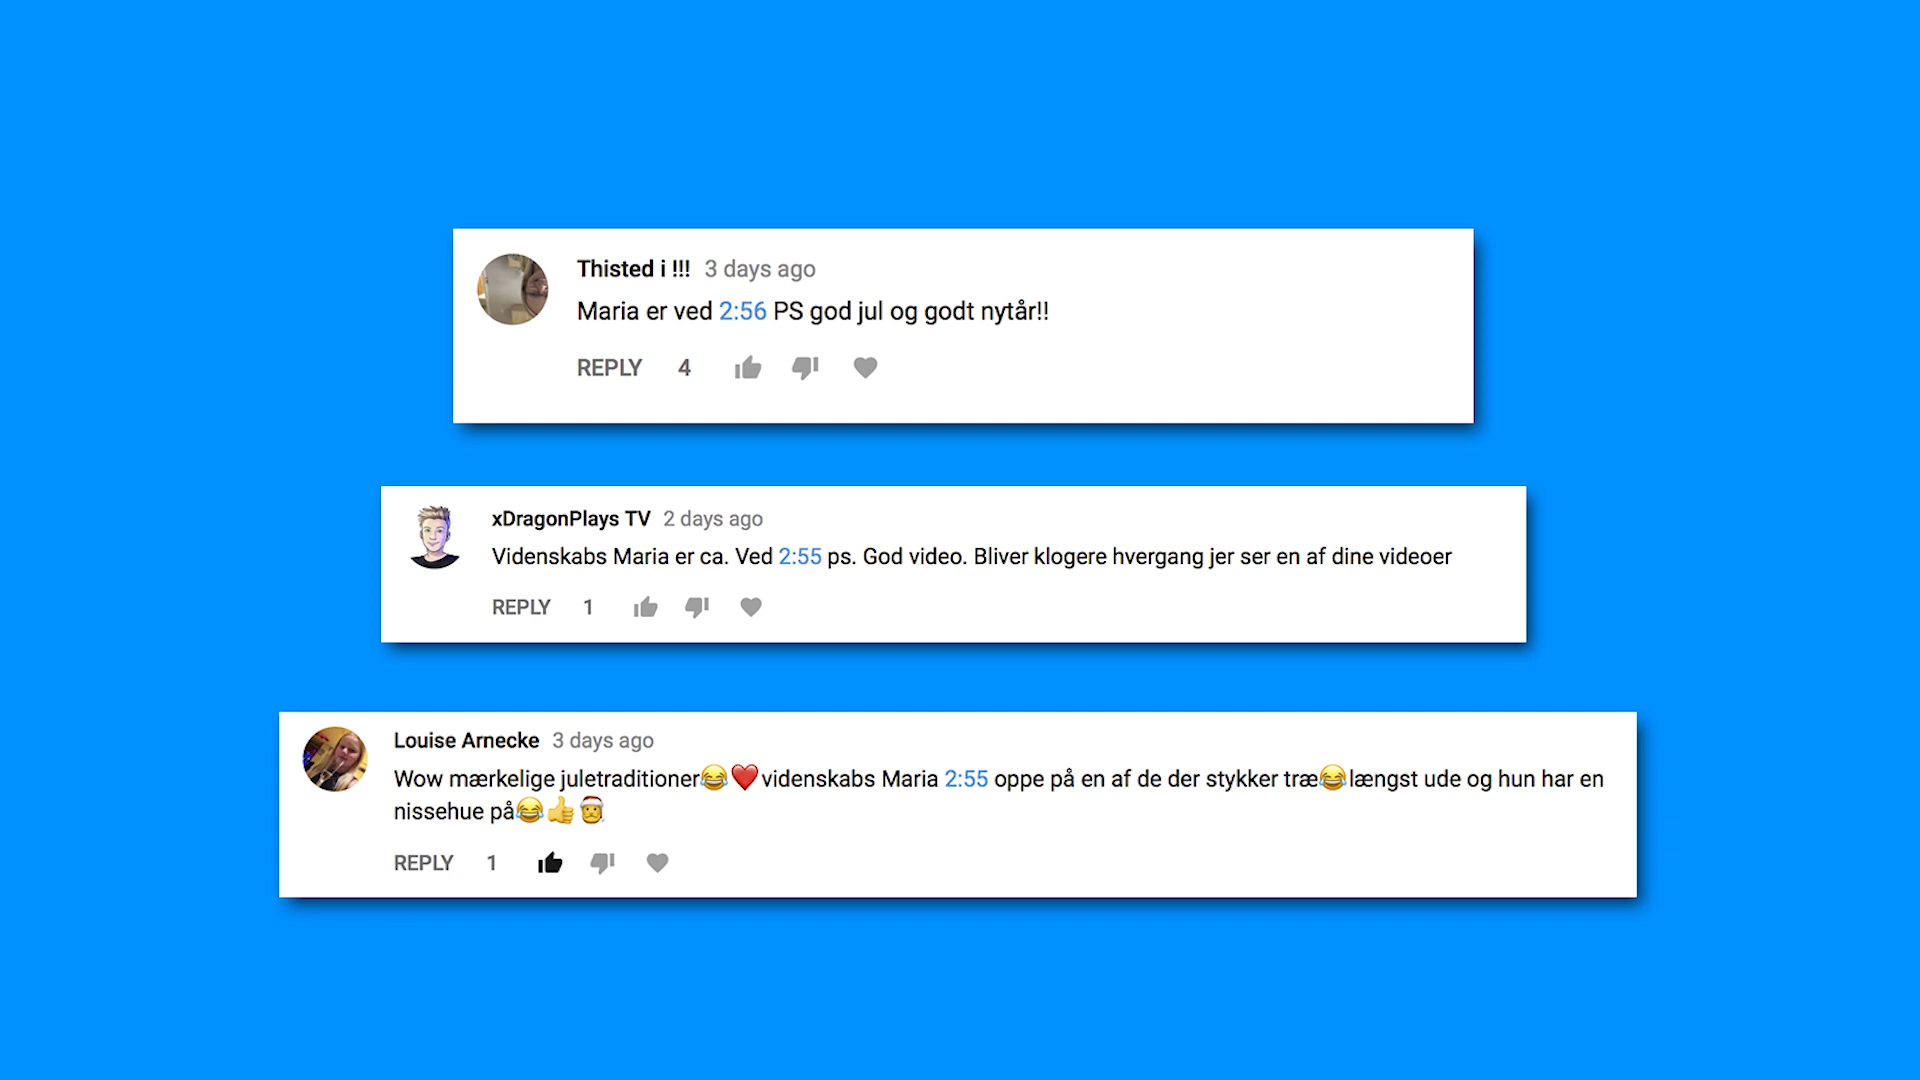 Thisted i !!! 3 days ago
Maria er ved 2:56 PS god jul og godt nytår!!
REPLY 4
xDragonPlays TV 2 days ago
Videnskabs Maria er ca. Ved 2:55 ps. God video. Bliver klogere hvergang jer ser en af dine videoer
REPLY 1
Louise Arnecke 3 days ago
Wow mærkelige juletraditioner😂❤️videnskabs Maria 2:55 oppe på en af de der stykker træ😂længst ude og hun har en
nissehue på😂👍🎅
REPLY 1